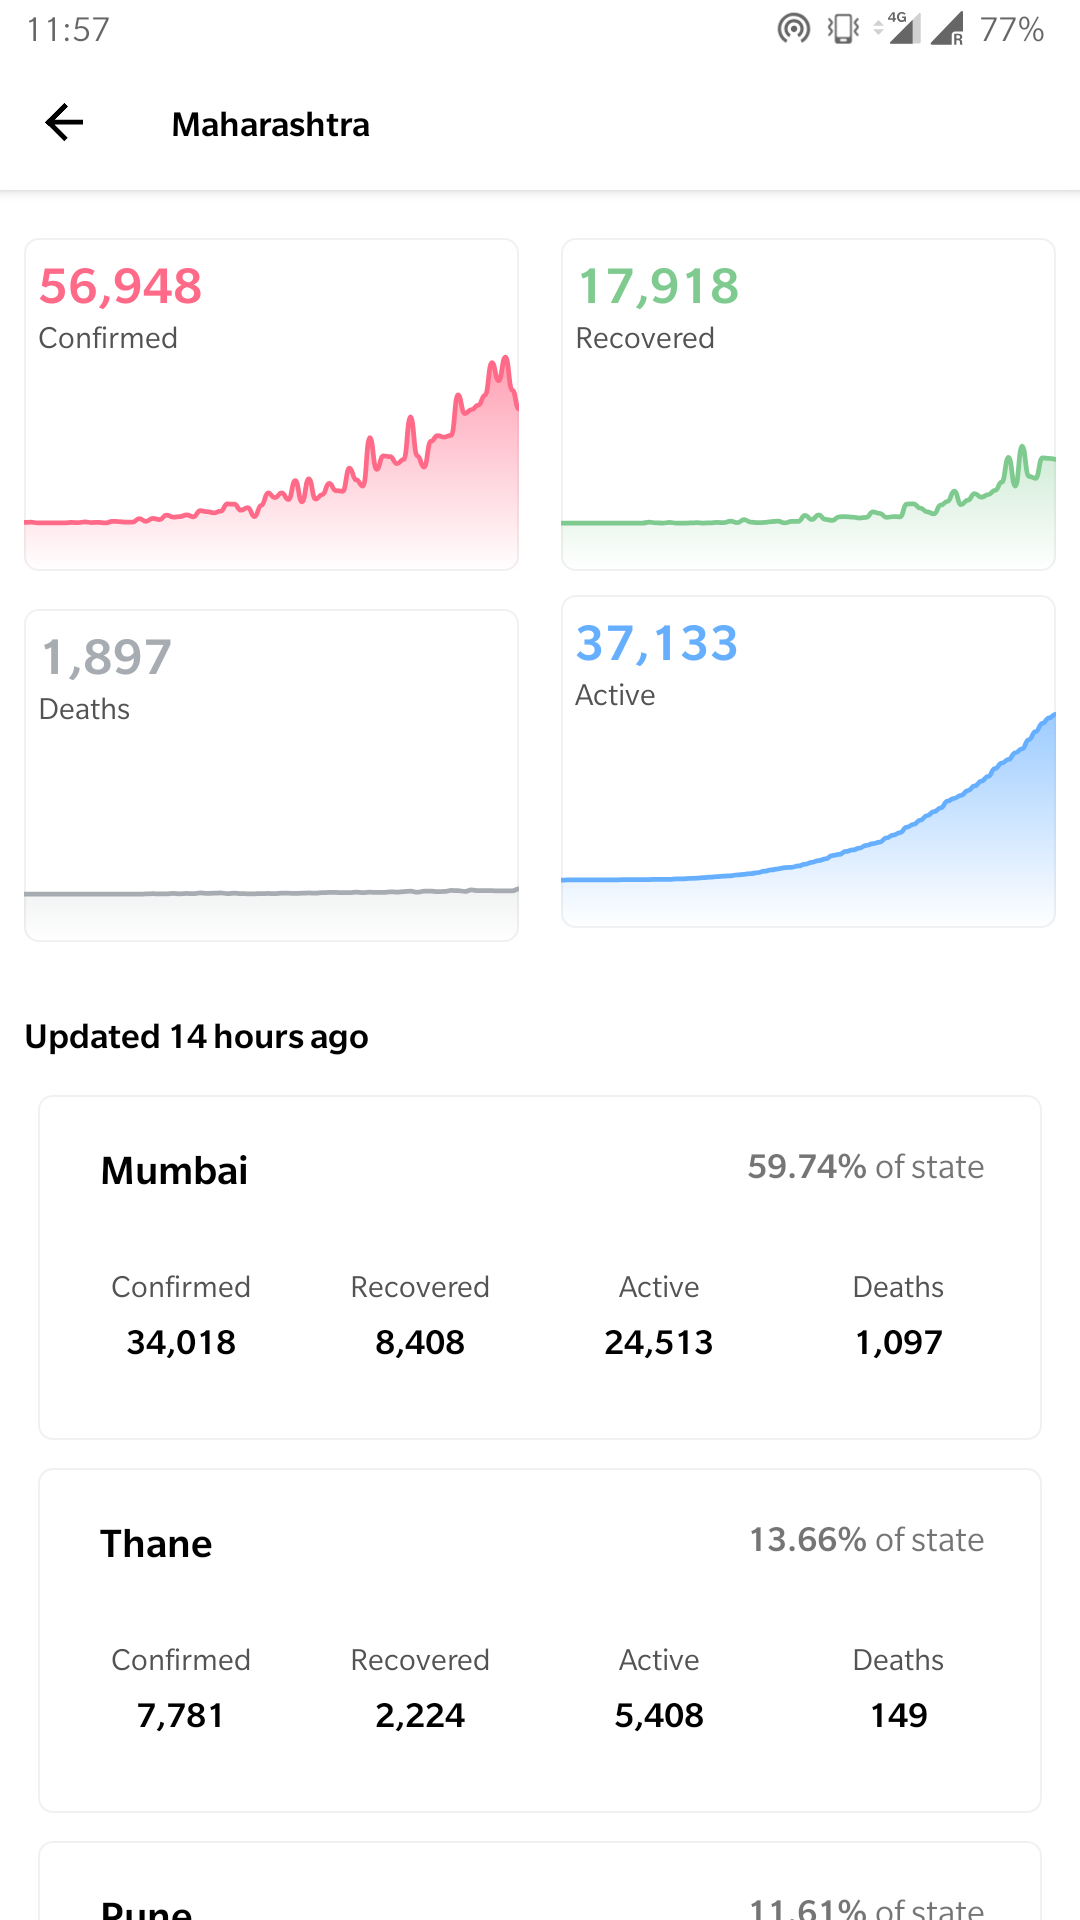 11:57 4G R 77%
Maharashtra
56,948
Confirmed
17,918
Recovered
1,897
Deaths
37,133
Active
Updated 14 hours ago
Mumbai 59.74% of state
Confirmed Recovered Active Deaths
34,018 8,408 24,513 1,097
Thane 13.66% of state
Confirmed Recovered Active Deaths
7,781 2,224 5,408 149
Pune 11.61% of state